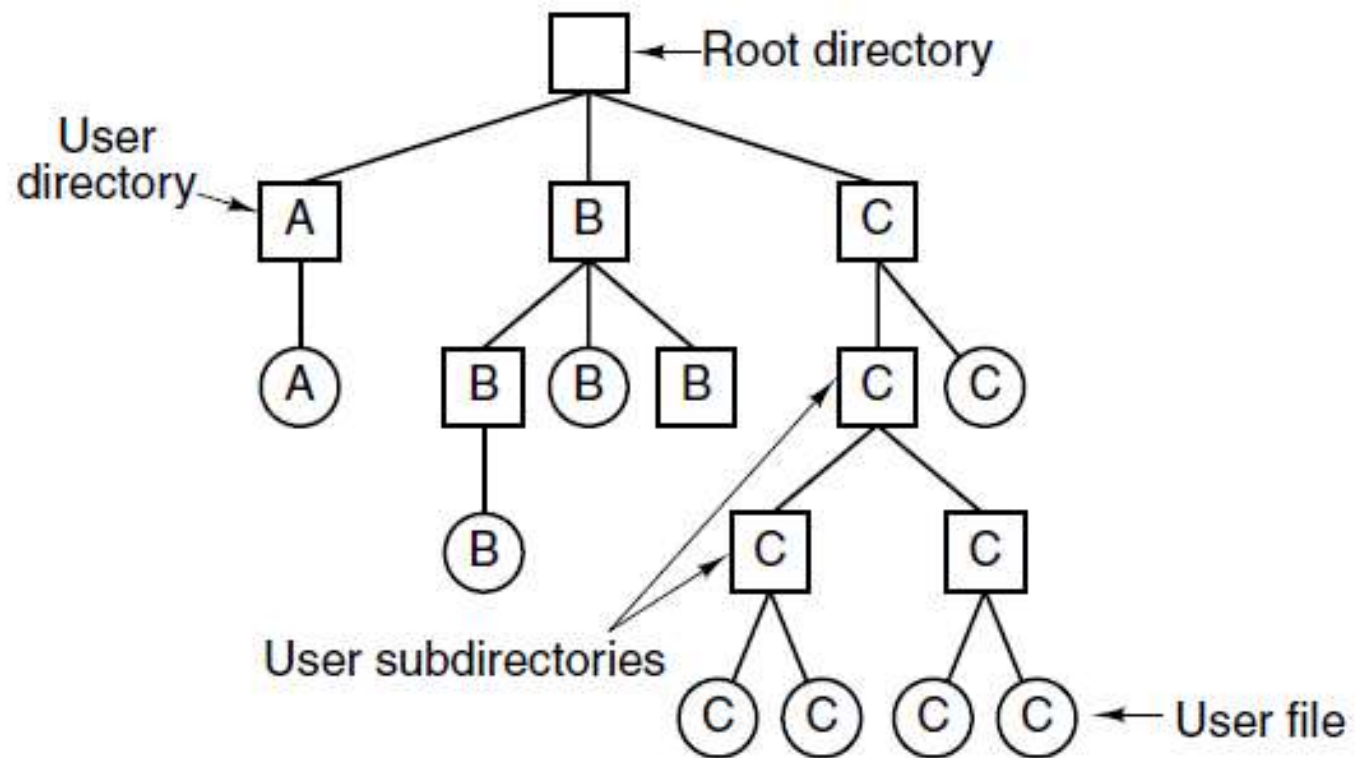 Root directory
User
directory
A B C
A B B B C C
B C C
User subdirectories
C C C C User file